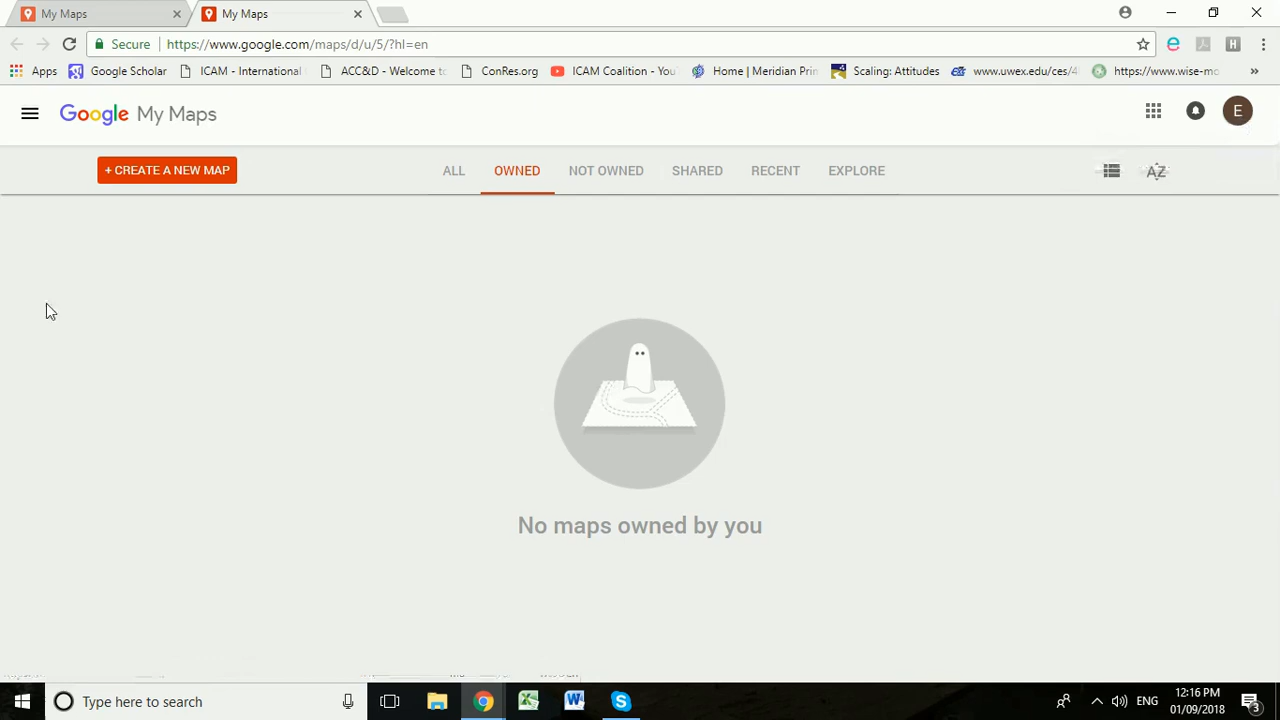 My Maps
My Maps
Secure https://www.google.com/maps/d/u/5/?hl=en
Apps Google Scholar ICAM - International ACC&D - Welcome to ConRes.org ICAM Coalition - You Home | Meridian Prim Scaling: Attitudes www.uwex.edu/ces/4 https://www.wise-mo »
Google My Maps E
+ CREATE A NEW MAP ALL OWNED NOT OWNED SHARED RECENT EXPLORE AZ
No maps owned by you
Type here to search
ENG
12:16 PM
01/09/2018
3